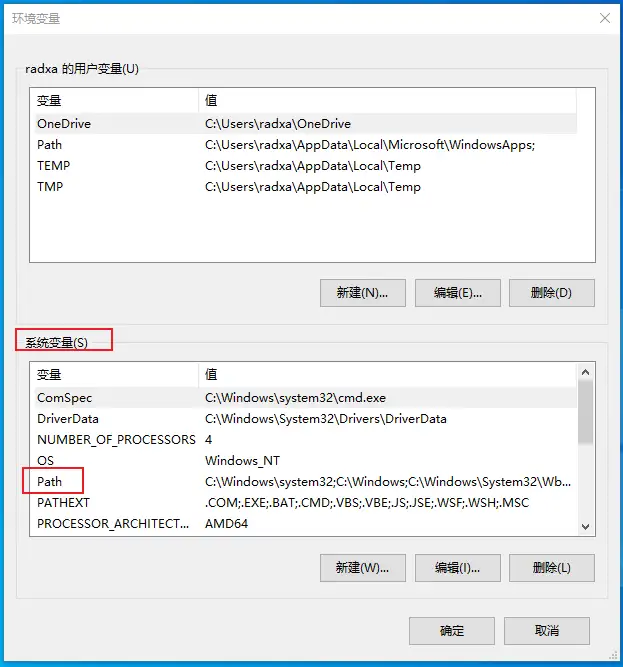 环境变量
radxa 的用户变量(U)
变量 值
OneDrive C:\Users\radxa\OneDrive
Path C:\Users\radxa\AppData\Local\Microsoft\WindowsApps;
TEMP C:\Users\radxa\AppData\Local\Temp
TMP C:\Users\radxa\AppData\Local\Temp
新建(N)... 编辑(E)... 删除(D)
系统变量(S)
变量 值
ComSpec C:\Windows\system32\cmd.exe
DriverData C:\Windows\System32\Drivers\DriverData
NUMBER_OF_PROCESSORS 4
OS Windows_NT
Path C:\Windows\system32;C:\Windows;C:\Windows\System32\Wb...
PATHEXT .COM;.EXE;.BAT;.CMD;.VBS;.VBE;.JS;.JSE;.WSF;.WSH;.MSC
PROCESSOR_ARCHITECT... AMD64
新建(W)... 编辑(I)... 删除(L)
确定 取消